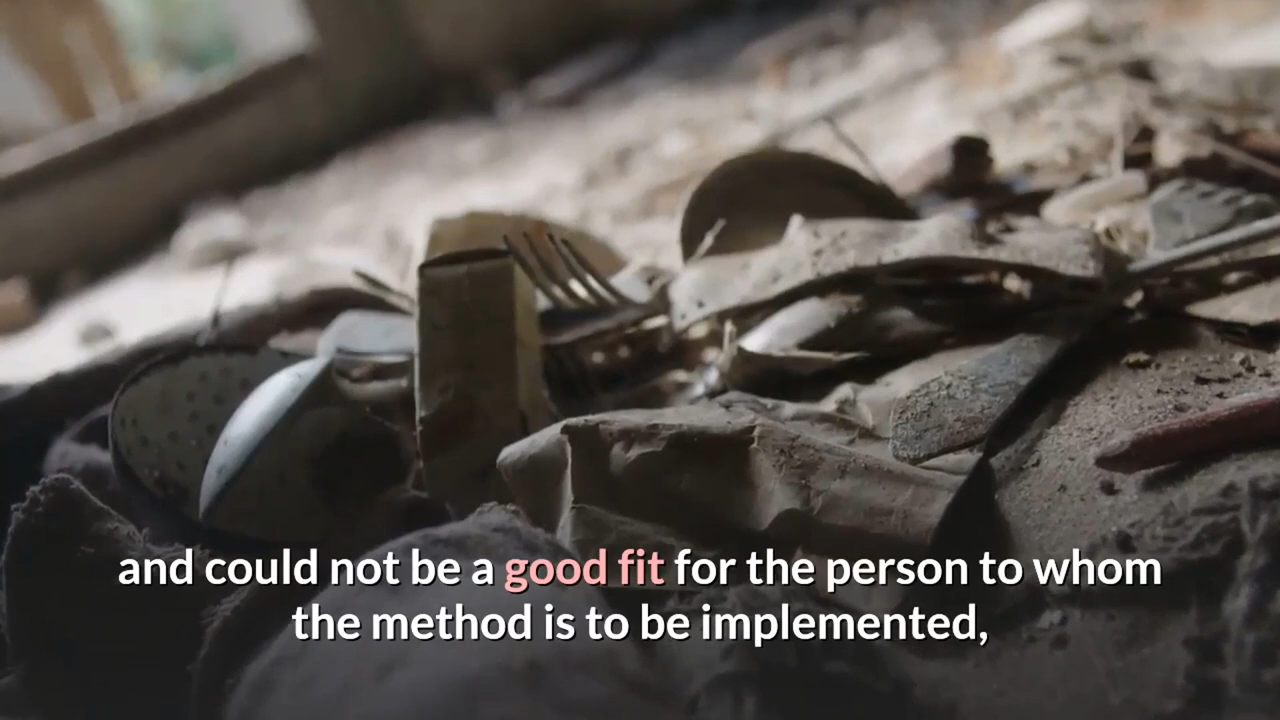 and could not be a good fit for the person to whom
the method is to be implemented,